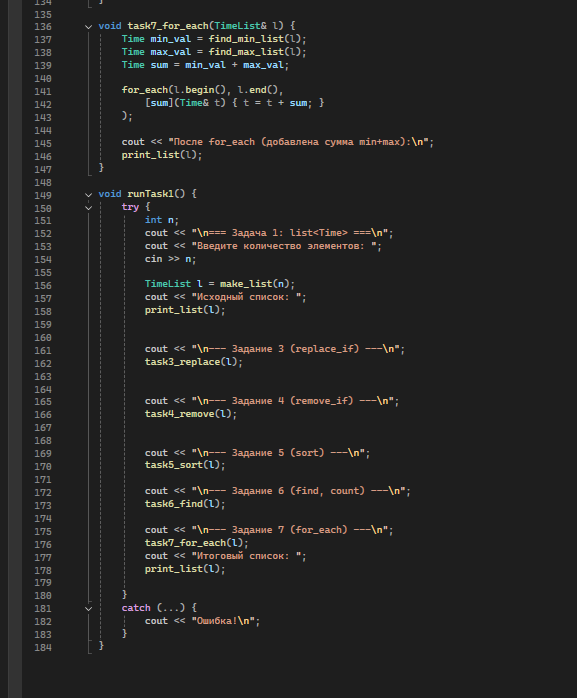 134 }
135
136 void task7_for_each(TimeList& l) {
137 Time min_val = find_min_list(l);
138 Time max_val = find_max_list(l);
139 Time sum = min_val + max_val;
140
141 for_each(l.begin(), l.end(),
142 [sum](Time& t) { t = t + sum; }
143 );
144
145 cout << "После for_each (добавлена сумма min+max):\n";
146 print_list(l);
147 }
148
149 void runTask1() {
150 try {
151 int n;
152 cout << "\n=== Задача 1: list<Time> ===\n";
153 cout << "Введите количество элементов: ";
154 cin >> n;
155
156 TimeList l = make_list(n);
157 cout << "Исходный список: ";
158 print_list(l);
159
160
161 cout << "\n--- Задание 3 (replace_if) ---\n";
162 task3_replace(l);
163
164
165 cout << "\n--- Задание 4 (remove_if) ---\n";
166 task4_remove(l);
167
168
169 cout << "\n--- Задание 5 (sort) ---\n";
170 task5_sort(l);
171
172 cout << "\n--- Задание 6 (find, count) ---\n";
173 task6_find(l);
174
175 cout << "\n--- Задание 7 (for_each) ---\n";
176 task7_for_each(l);
177 cout << "Итоговый список: ";
178 print_list(l);
179
180 }
181 catch (...) {
182 cout << "Ошибка!\n";
183 }
184 }